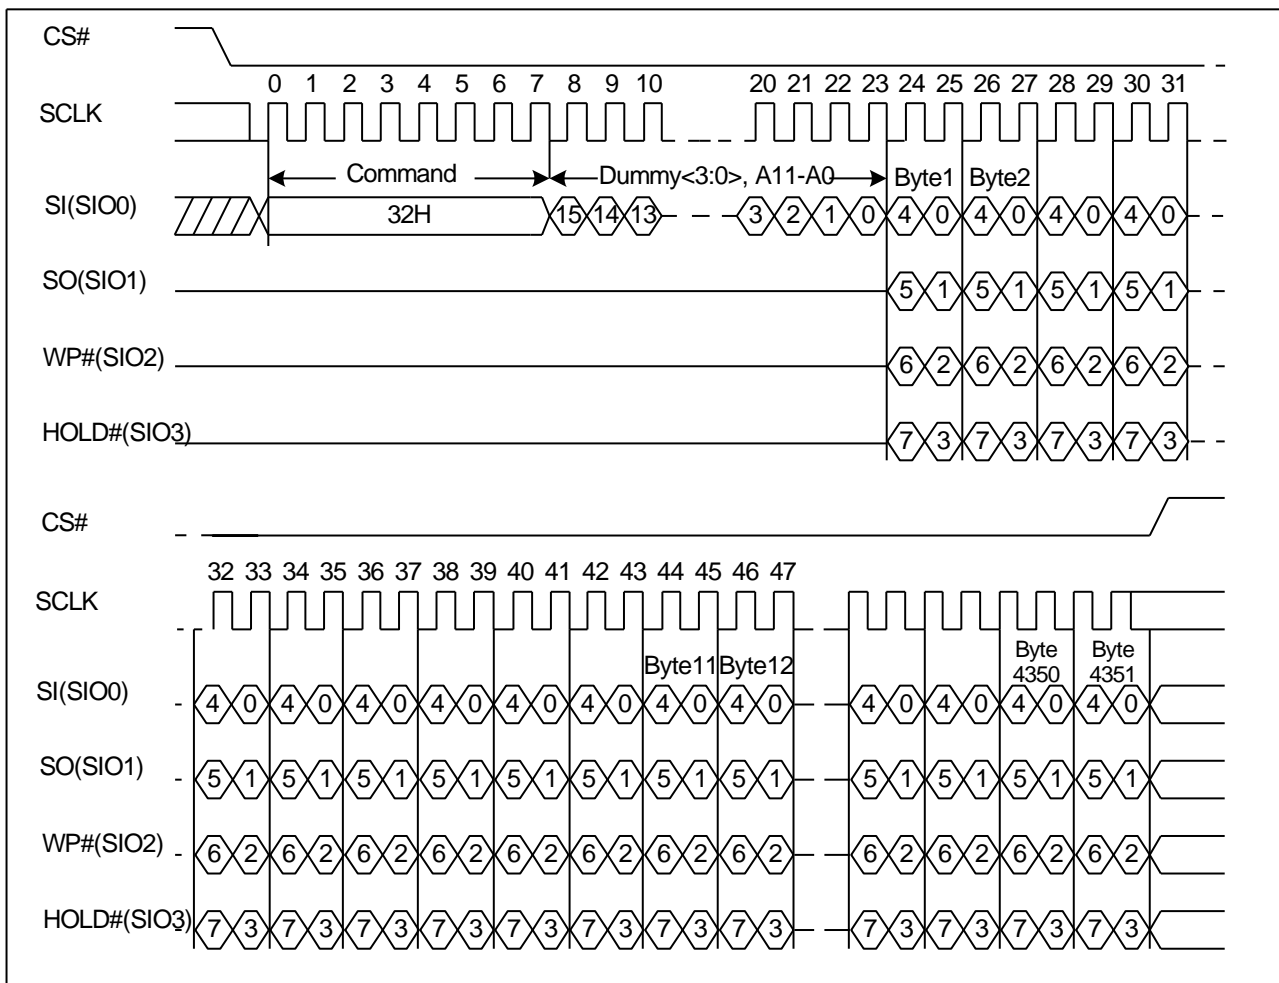 CS#
0 1 2 3 4 5 6 7 8 9 10 20 21 22 23 24 25 26 27 28 29 30 31
SCLK
Command Dummy<3:0>, A11-A0 Byte1 Byte2
SI(SIO0) 32H 15 14 13 3 2 1 0 4 0 4 0 4 0 4 0
SO(SIO1) 5 1 5 1 5 1 5 1
WP#(SIO2) 6 2 6 2 6 2 6 2
HOLD#(SIO3) 7 3 7 3 7 3 7 3
CS#
32 33 34 35 36 37 38 39 40 41 42 43 44 45 46 47
SCLK
Byte11 Byte12 Byte 4350 Byte 4351
SI(SIO0) 4 0 4 0 4 0 4 0 4 0 4 0 4 0 4 0 4 0 4 0 4 0 4 0
SO(SIO1) 5 1 5 1 5 1 5 1 5 1 5 1 5 1 5 1 5 1 5 1 5 1 5 1
WP#(SIO2) 6 2 6 2 6 2 6 2 6 2 6 2 6 2 6 2 6 2 6 2 6 2 6 2
HOLD#(SIO3) 7 3 7 3 7 3 7 3 7 3 7 3 7 3 7 3 7 3 7 3 7 3 7 3